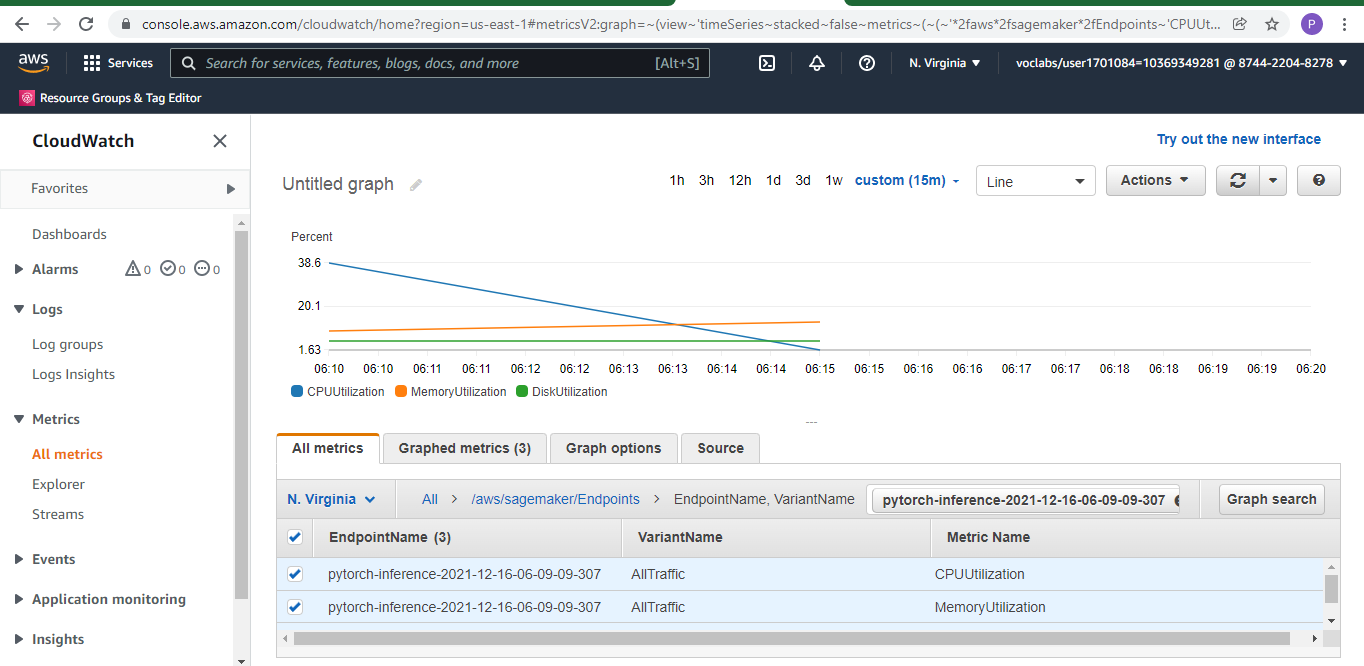 console.aws.amazon.com/cloudwatch/home?region=us-east-1#metricsV2:graph=~(view~'timeSeries~stacked~false~metrics~(~(~'*2faws*2fsagemaker*2fEndpoints~'CPUUt... P
aws Services Search for services, features, blogs, docs, and more [Alt+S] N. Virginia voclabs/user1701084=10369349281 @ 8744-2204-8278
Resource Groups & Tag Editor
CloudWatch
Favorites
Dashboards
Alarms 0 0 0
Logs
Log groups
Logs Insights
Metrics
All metrics
Explorer
Streams
Events
Application monitoring
Insights
Try out the new interface
Untitled graph 1h 3h 12h 1d 3d 1w custom (15m) Line Actions
Percent
38.6
20.1
1.63
06:10 06:10 06:11 06:11 06:12 06:12 06:13 06:13 06:14 06:14 06:15 06:15 06:16 06:16 06:17 06:17 06:18 06:18 06:19 06:19 06:20
CPUUtilization MemoryUtilization DiskUtilization
All metrics Graphed metrics (3) Graph options Source
N. Virginia All > /aws/sagemaker/Endpoints > EndpointName, VariantName pytorch-inference-2021-12-16-06-09-09-307 Graph search
EndpointName (3) VariantName Metric Name
pytorch-inference-2021-12-16-06-09-09-307 AllTraffic CPUUtilization
pytorch-inference-2021-12-16-06-09-09-307 AllTraffic MemoryUtilization